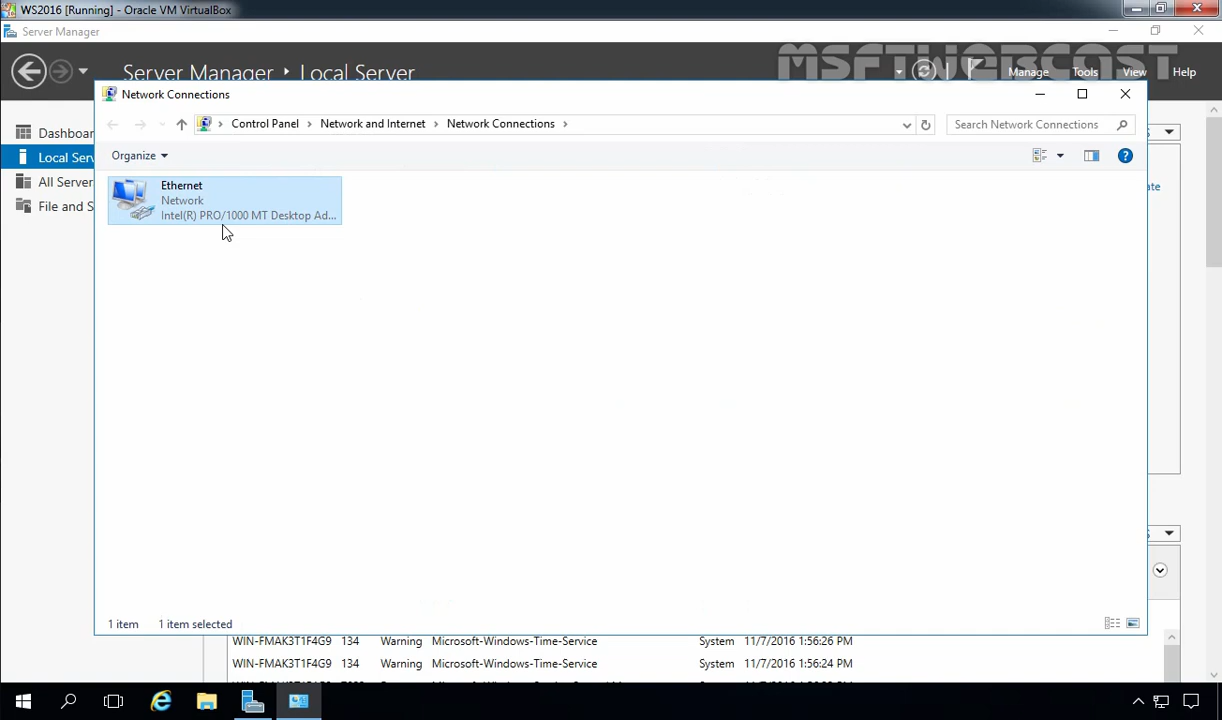 WS2016 [Running] - Oracle VM VirtualBox
Server Manager
MSFTWEBCAST
Server Manager Local Server
Manage Tools View Help
Network Connections
Control Panel Network and Internet Network Connections
Search Network Connections
Organize
Dashboar
Local Serv
All Server
File and S
Ethernet
Network
Intel(R) PRO/1000 MT Desktop Ad...
1 item 1 item selected
WIN-FMAK3T1F4G9 134 Warning Microsoft-Windows-Time-Service System 11/7/2016 1:56:26 PM
WIN-FMAK3T1F4G9 134 Warning Microsoft-Windows-Time-Service System 11/7/2016 1:56:24 PM